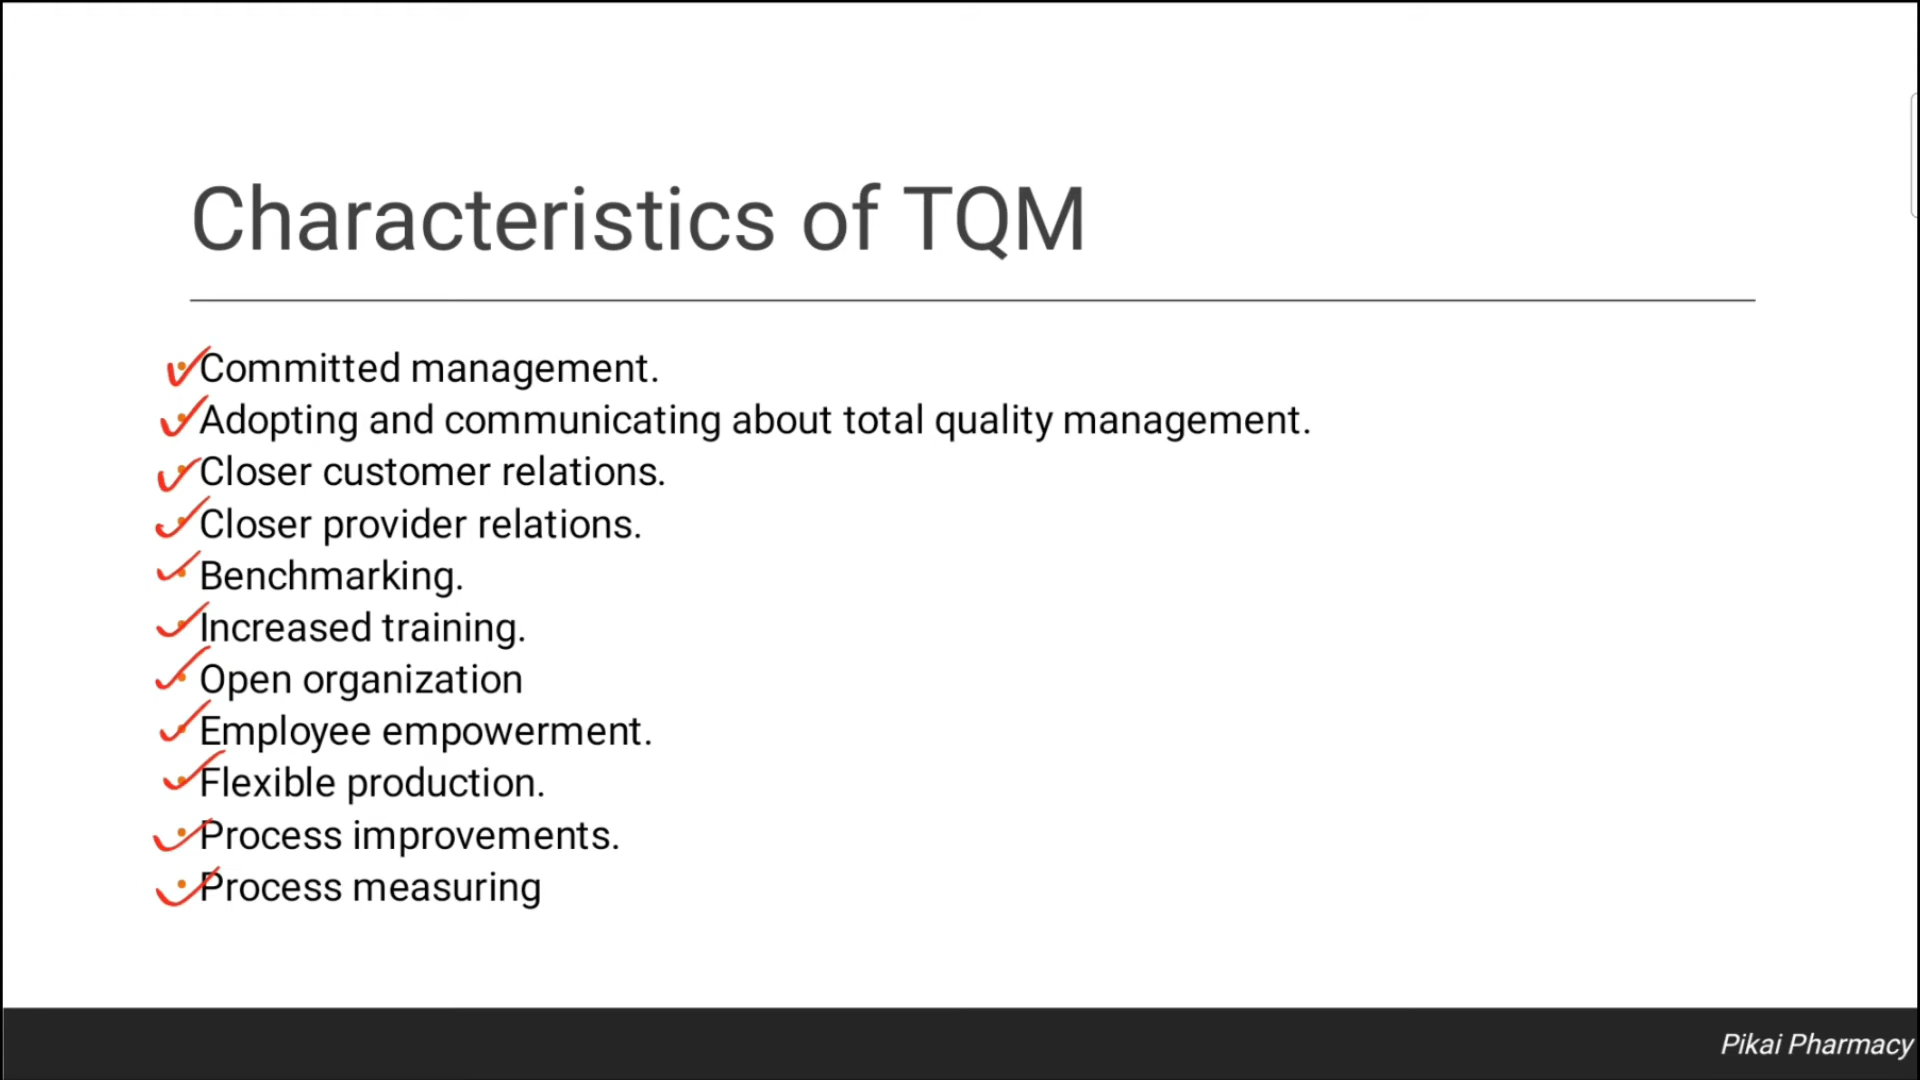 Characteristics of TQM
Committed management.
Adopting and communicating about total quality management.
Closer customer relations.
Closer provider relations.
Benchmarking.
Increased training.
Open organization
Employee empowerment.
Flexible production.
Process improvements.
Process measuring
Pikai Pharmacy